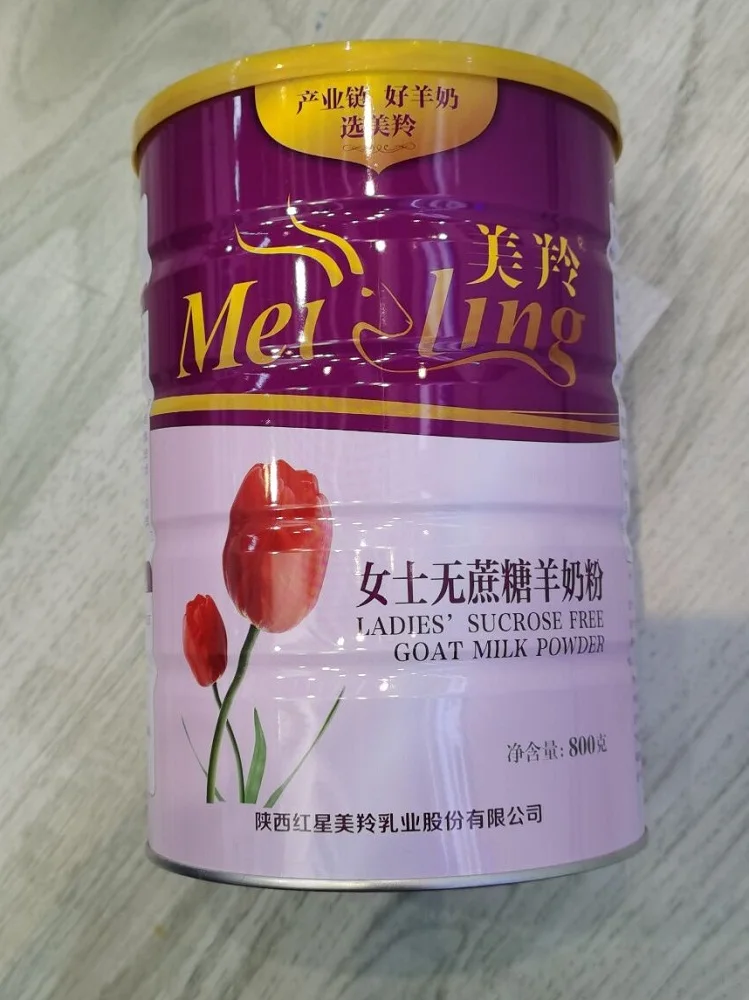 产业链 好羊奶
选美羚
美羚®
Meiling
女士无蔗糖羊奶粉
LADIES' SUCROSE FREE
GOAT MILK POWDER
净含量: 800克
陕西红星美羚乳业股份有限公司